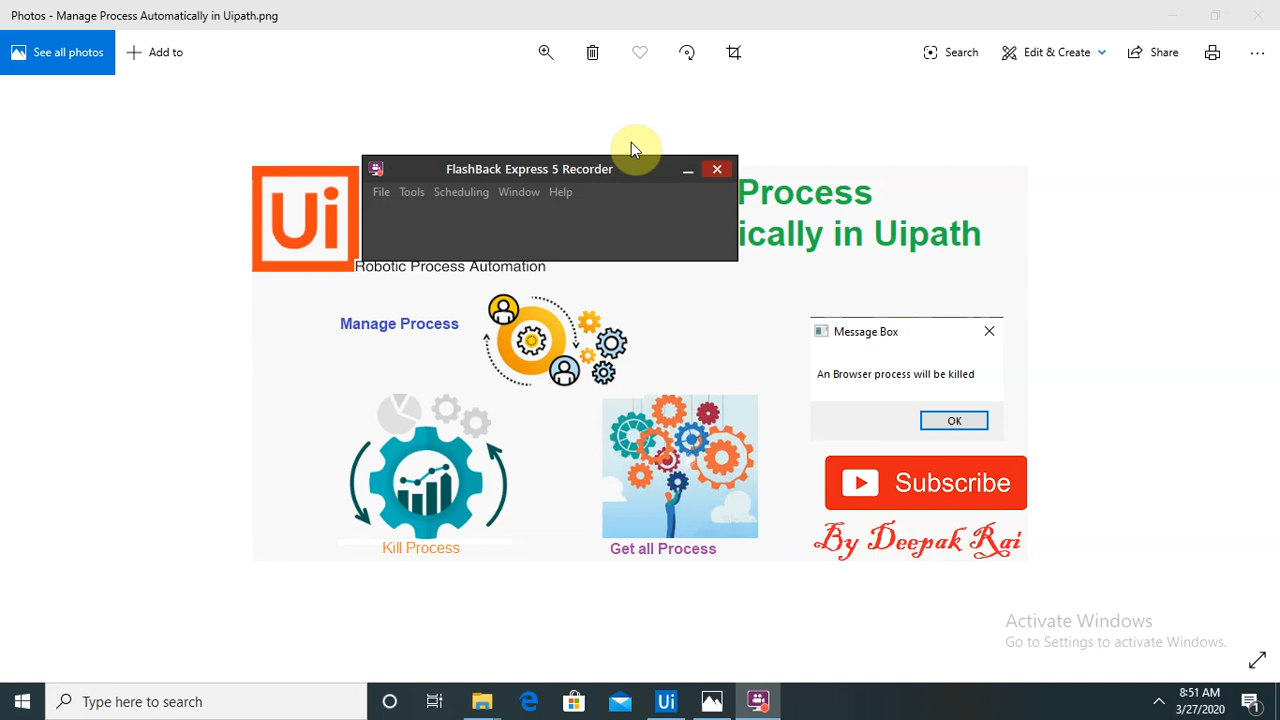 Photos - Manage Process Automatically in Uipath.png
See all photos
Add to
Search
Edit & Create
Share
FlashBack Express 5 Recorder
File Tools Scheduling Window Help
Ui
Process
ically in Uipath
Robotic Process Automation
Manage Process
Message Box
An Browser process will be killed
OK
Kill Process
Get all Process
Subscribe
By Deepak Rai
Activate Windows
Go to Settings to activate Windows.
Type here to search
Ui
8:51 AM
3/27/2020
1